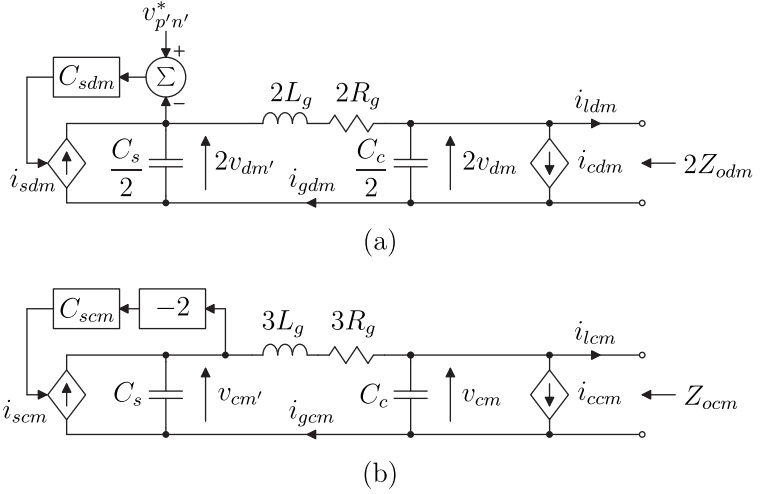 v*p′n′
+
Csdm Σ
−
2Lg 2Rg
ildm
isdm Cs/2 2vdm′ igdm Cc/2 2vdm icdm 2Zodm
(a)
Cscm −2
3Lg 3Rg
ilcm
iscm Cs vcm′ igcm Cc vcm iccm Zocm
(b)